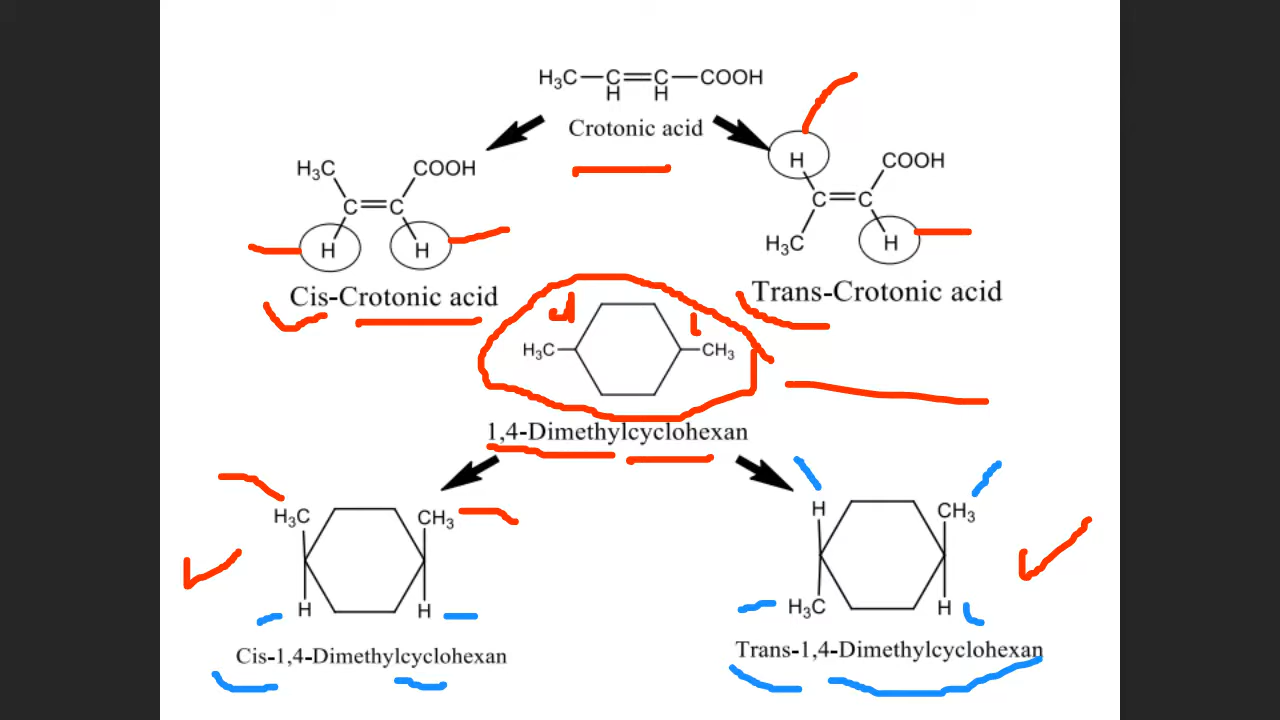 H₃C—C=C—COOH
H H
Crotonic acid
H₃C COOH
C=C
H H
Cis-Crotonic acid
H COOH
C=C
H₃C H
Trans-Crotonic acid
H₃C CH₃
1,4-Dimethylcyclohexan
H₃C CH₃
H H
Cis-1,4-Dimethylcyclohexan
H CH₃
H₃C H
Trans-1,4-Dimethylcyclohexan